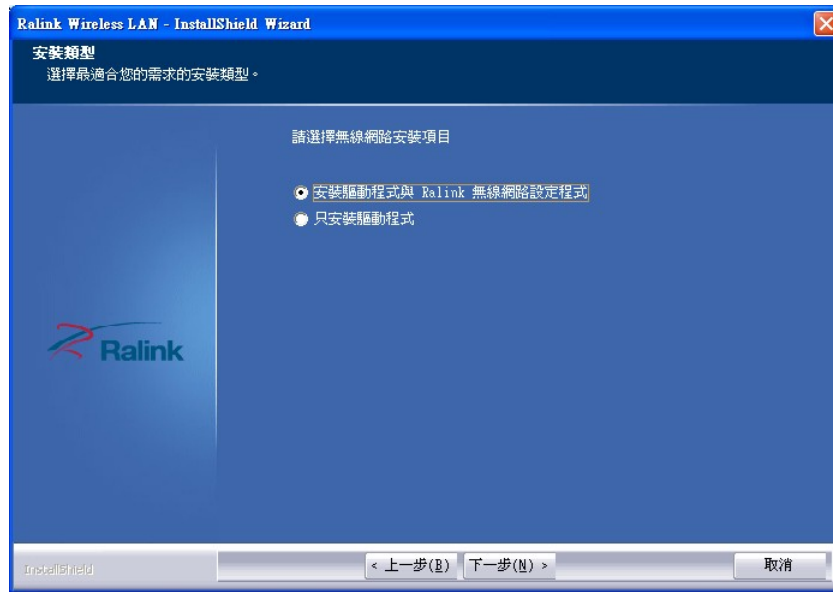 Ralink Wireless LAN - InstallShield Wizard
安裝類型
選擇最適合您的需求的安裝類型。
請選擇無線網路安裝項目
安裝驅動程式與 Ralink 無線網路設定程式
只安裝驅動程式
Ralink
InstallShield
< 上一步(B) 下一步(N) > 取消